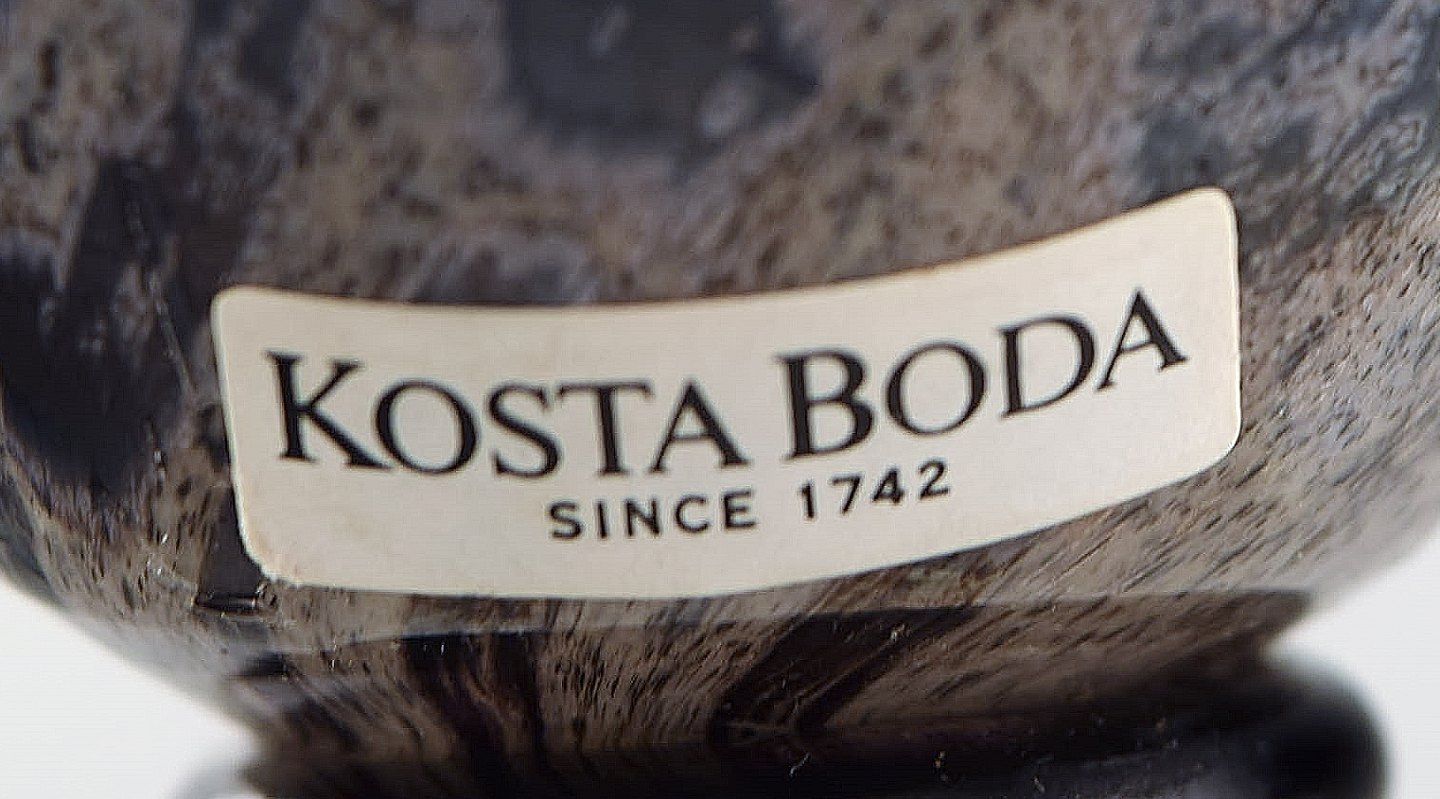 KOSTA BODA
SINCE 1742